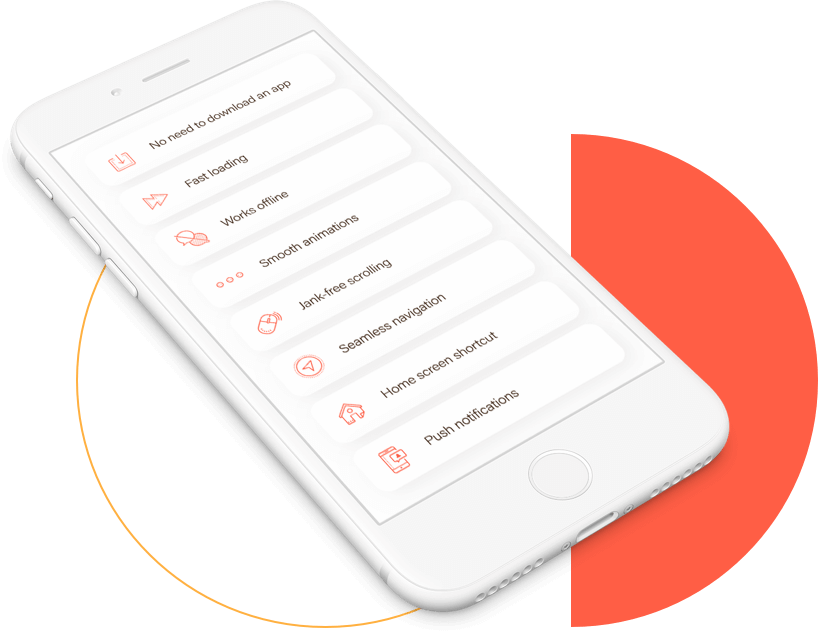 No need to download an app
Fast loading
Works offline
Smooth animations
Jank-free scrolling
Seamless navigation
Home screen shortcut
Push notifications